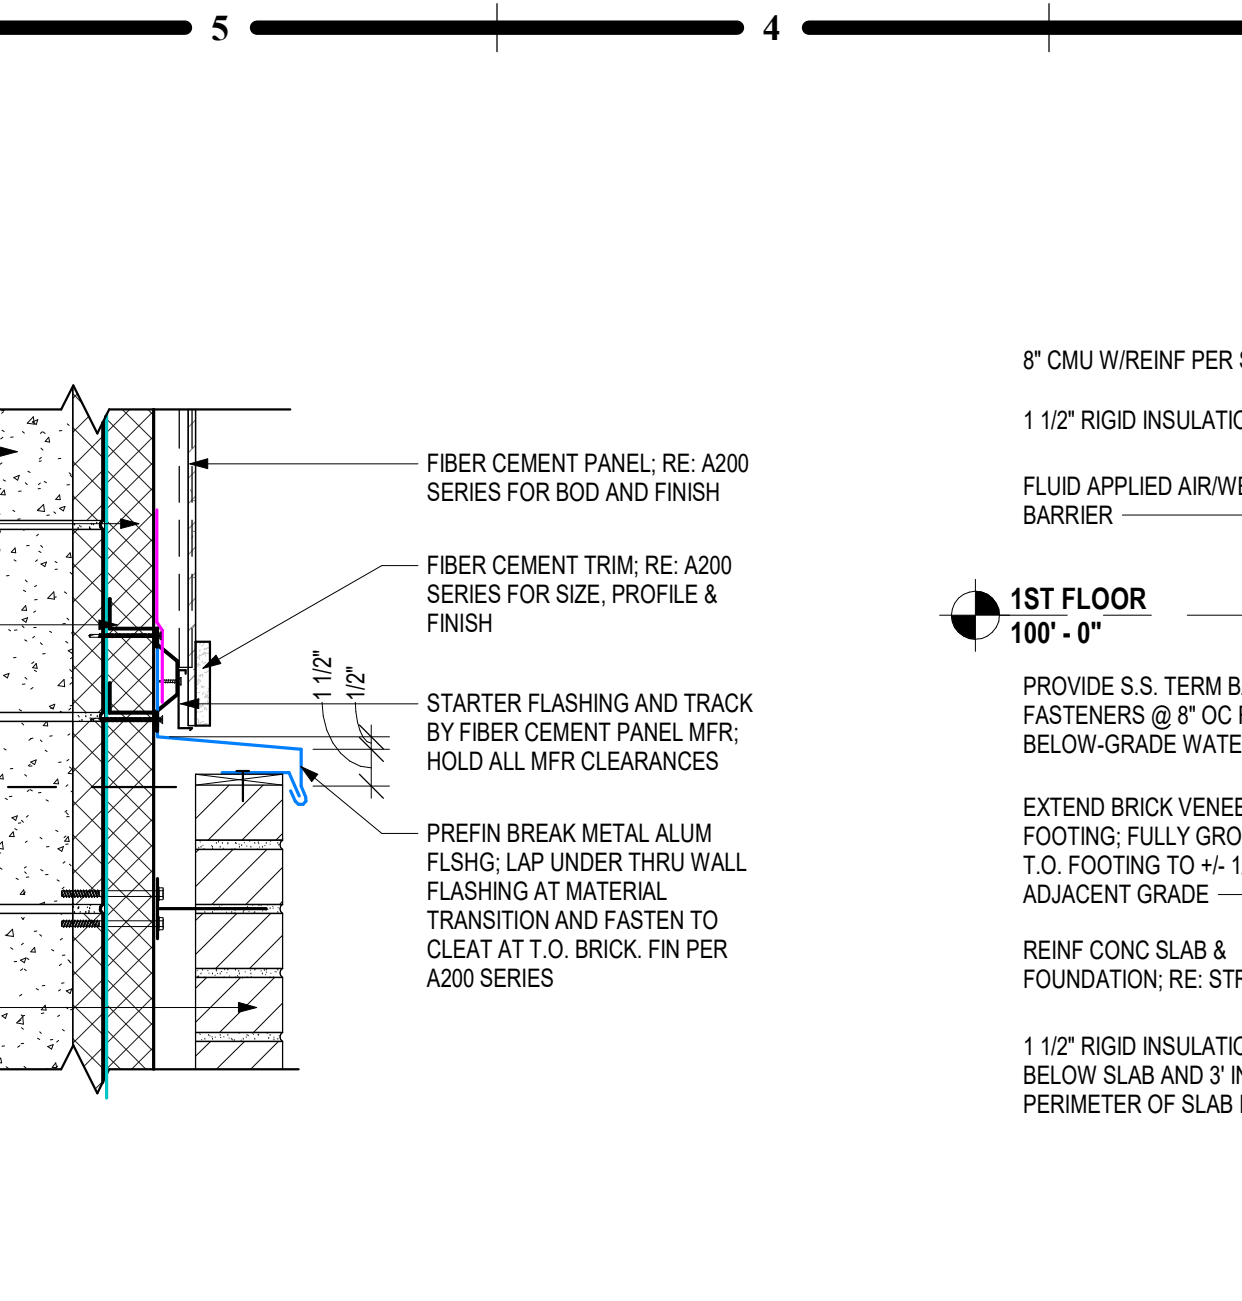 5
4
FIBER CEMENT PANEL; RE: A200
SERIES FOR BOD AND FINISH
FIBER CEMENT TRIM; RE: A200
SERIES FOR SIZE, PROFILE &
FINISH
1 1/2"
1/2"
STARTER FLASHING AND TRACK
BY FIBER CEMENT PANEL MFR;
HOLD ALL MFR CLEARANCES
PREFIN BREAK METAL ALUM
FLSHG; LAP UNDER THRU WALL
FLASHING AT MATERIAL
TRANSITION AND FASTEN TO
CLEAT AT T.O. BRICK. FIN PER
A200 SERIES
8" CMU W/REINF PER
1 1/2" RIGID
FLUID APPLIED
BARRIER
1ST FLOOR
100' - 0"
PROVIDE S.S. TERM
FASTENERS @ 8" OC
BELOW-GRADE
EXTEND BRICK
FOOTING; FULLY
T.O. FOOTING TO +/-
ADJACENT GRADE
REINF CONC SLAB &
FOUNDATION; RE:
1 1/2" RIGID
BELOW SLAB AND 3'
PERIMETER OF SLAB